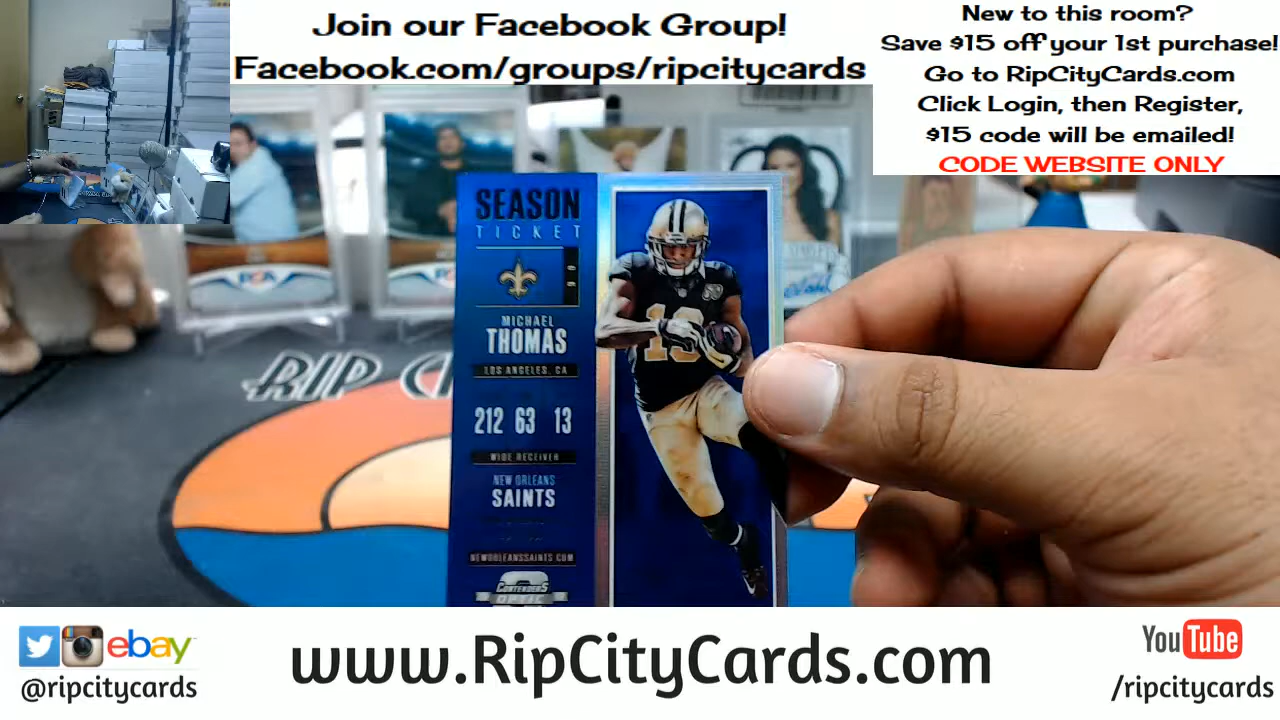 Join our Facebook Group!
Facebook.com/groups/ripcitycards
New to this room?
Save $15 off your 1st purchase!
Go to RipCityCards.com
Click Login, then Register,
$15 code will be emailed!
CODE WEBSITE ONLY
SEASON
TICKET
MICHAEL
THOMAS
LOS ANGELES, CA
212 63 13
WIDE RECEIVER
NEW ORLEANS
SAINTS
NEWORLEANSSAINTS.COM
CONTENDERS
OPTIC
RIP
ebay
@ripcitycards
www.RipCityCards.com
YouTube
/ripcitycards